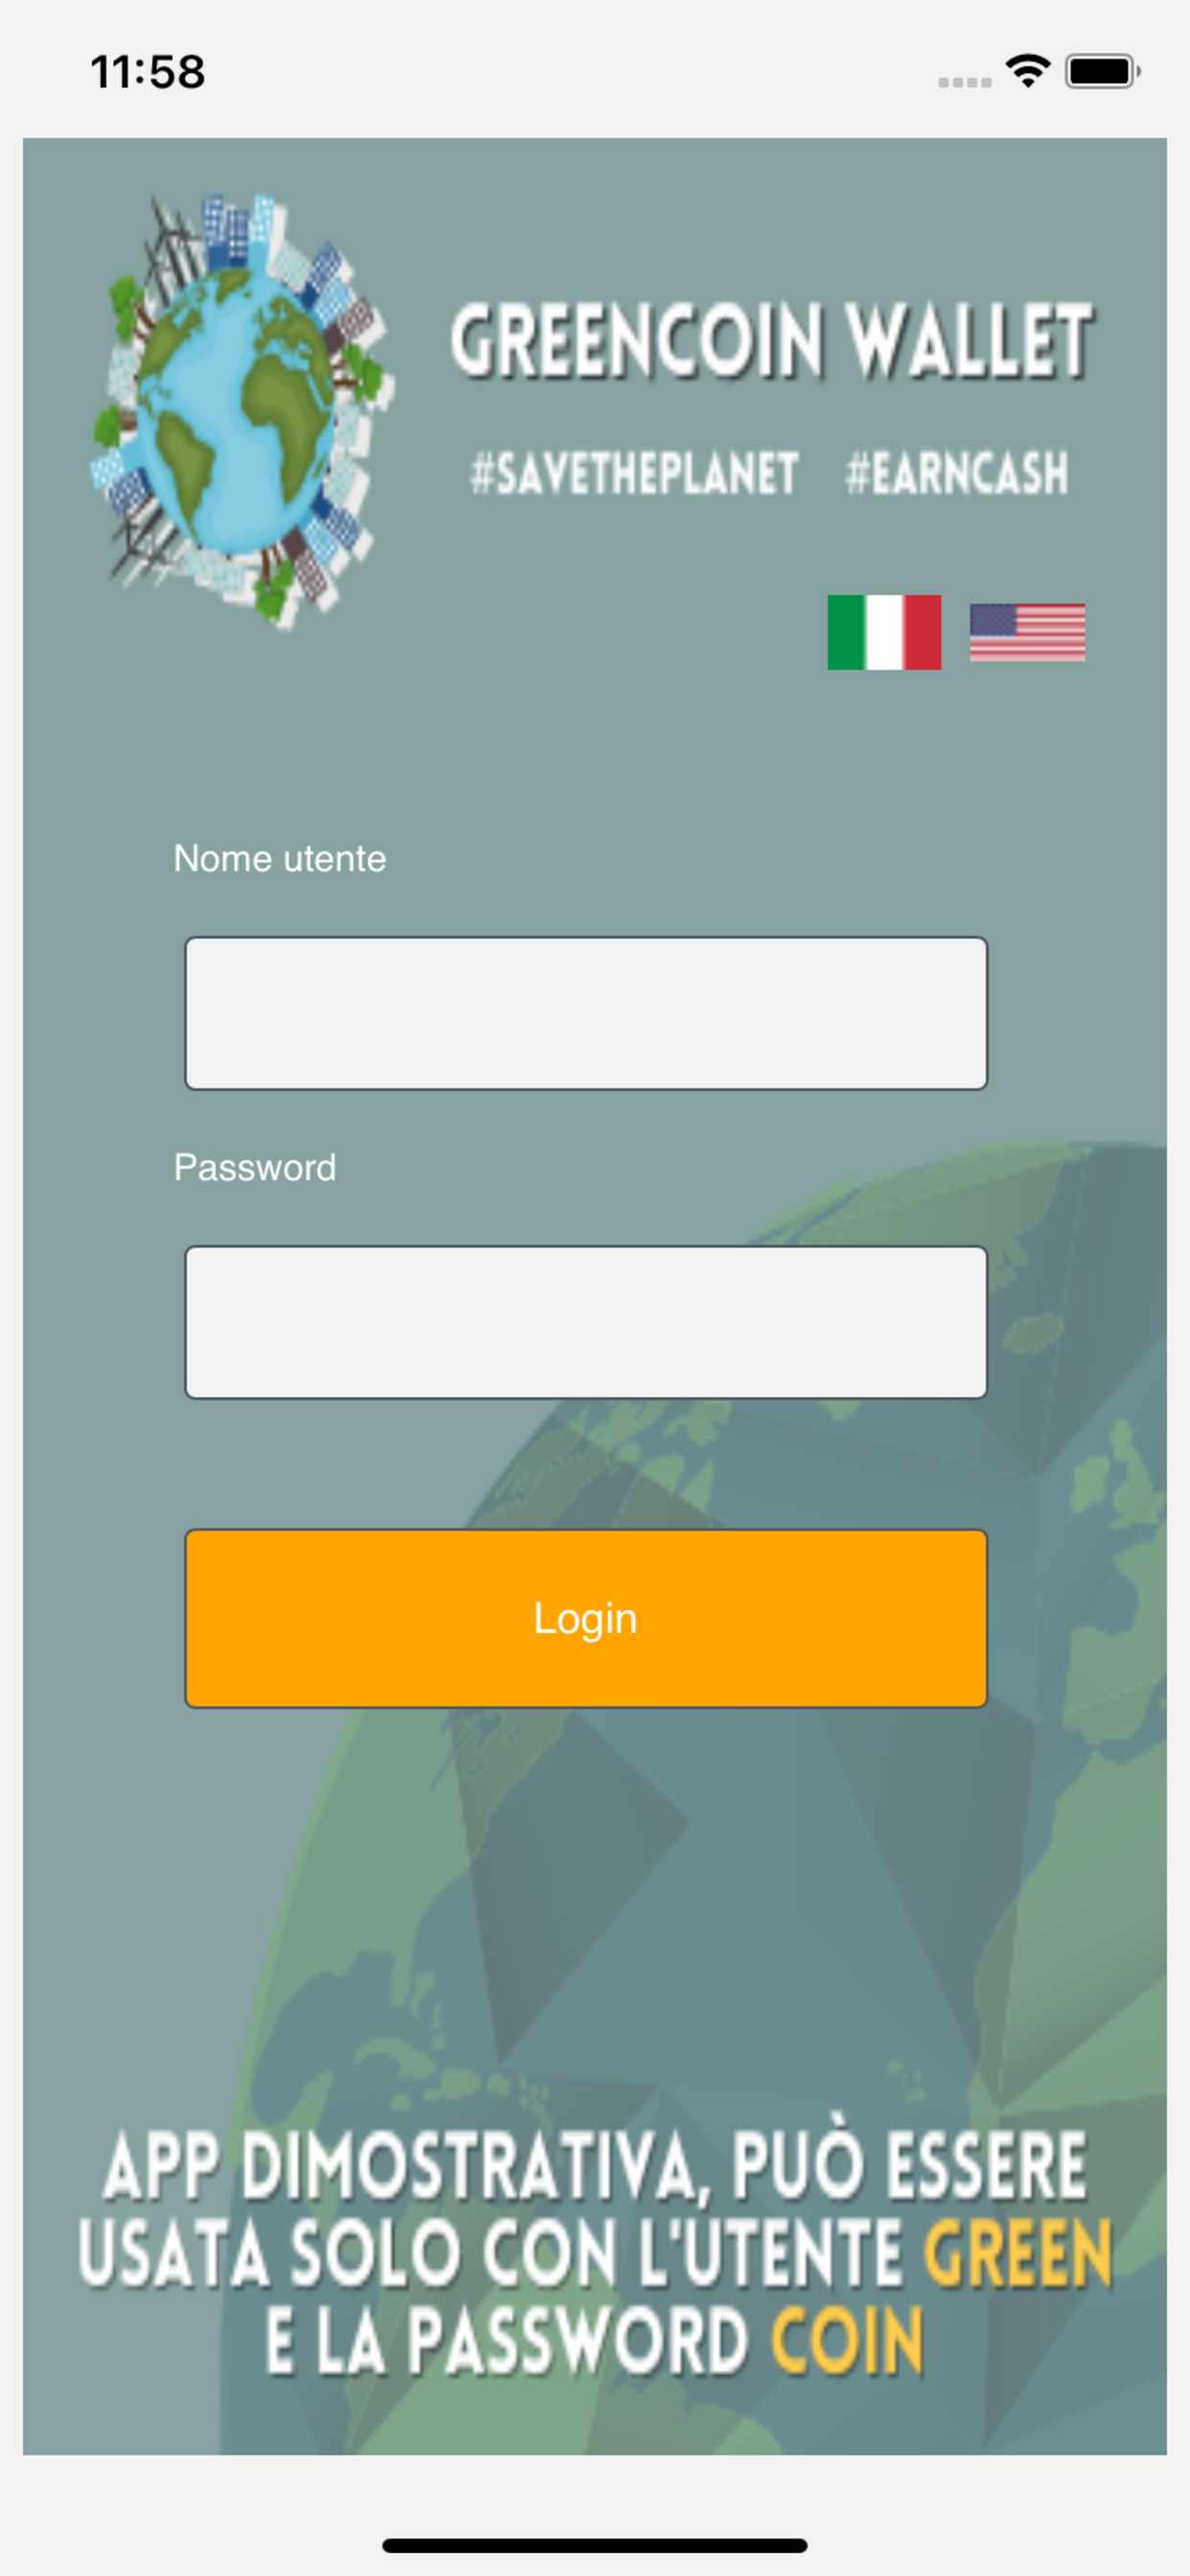 11:58
GREENCOIN WALLET
#SAVETHEPLANET #EARNCASH
Nome utente
Password
Login
APP DIMOSTRATIVA, PUÒ ESSERE
USATA SOLO CON L'UTENTE GREEN
E LA PASSWORD COIN